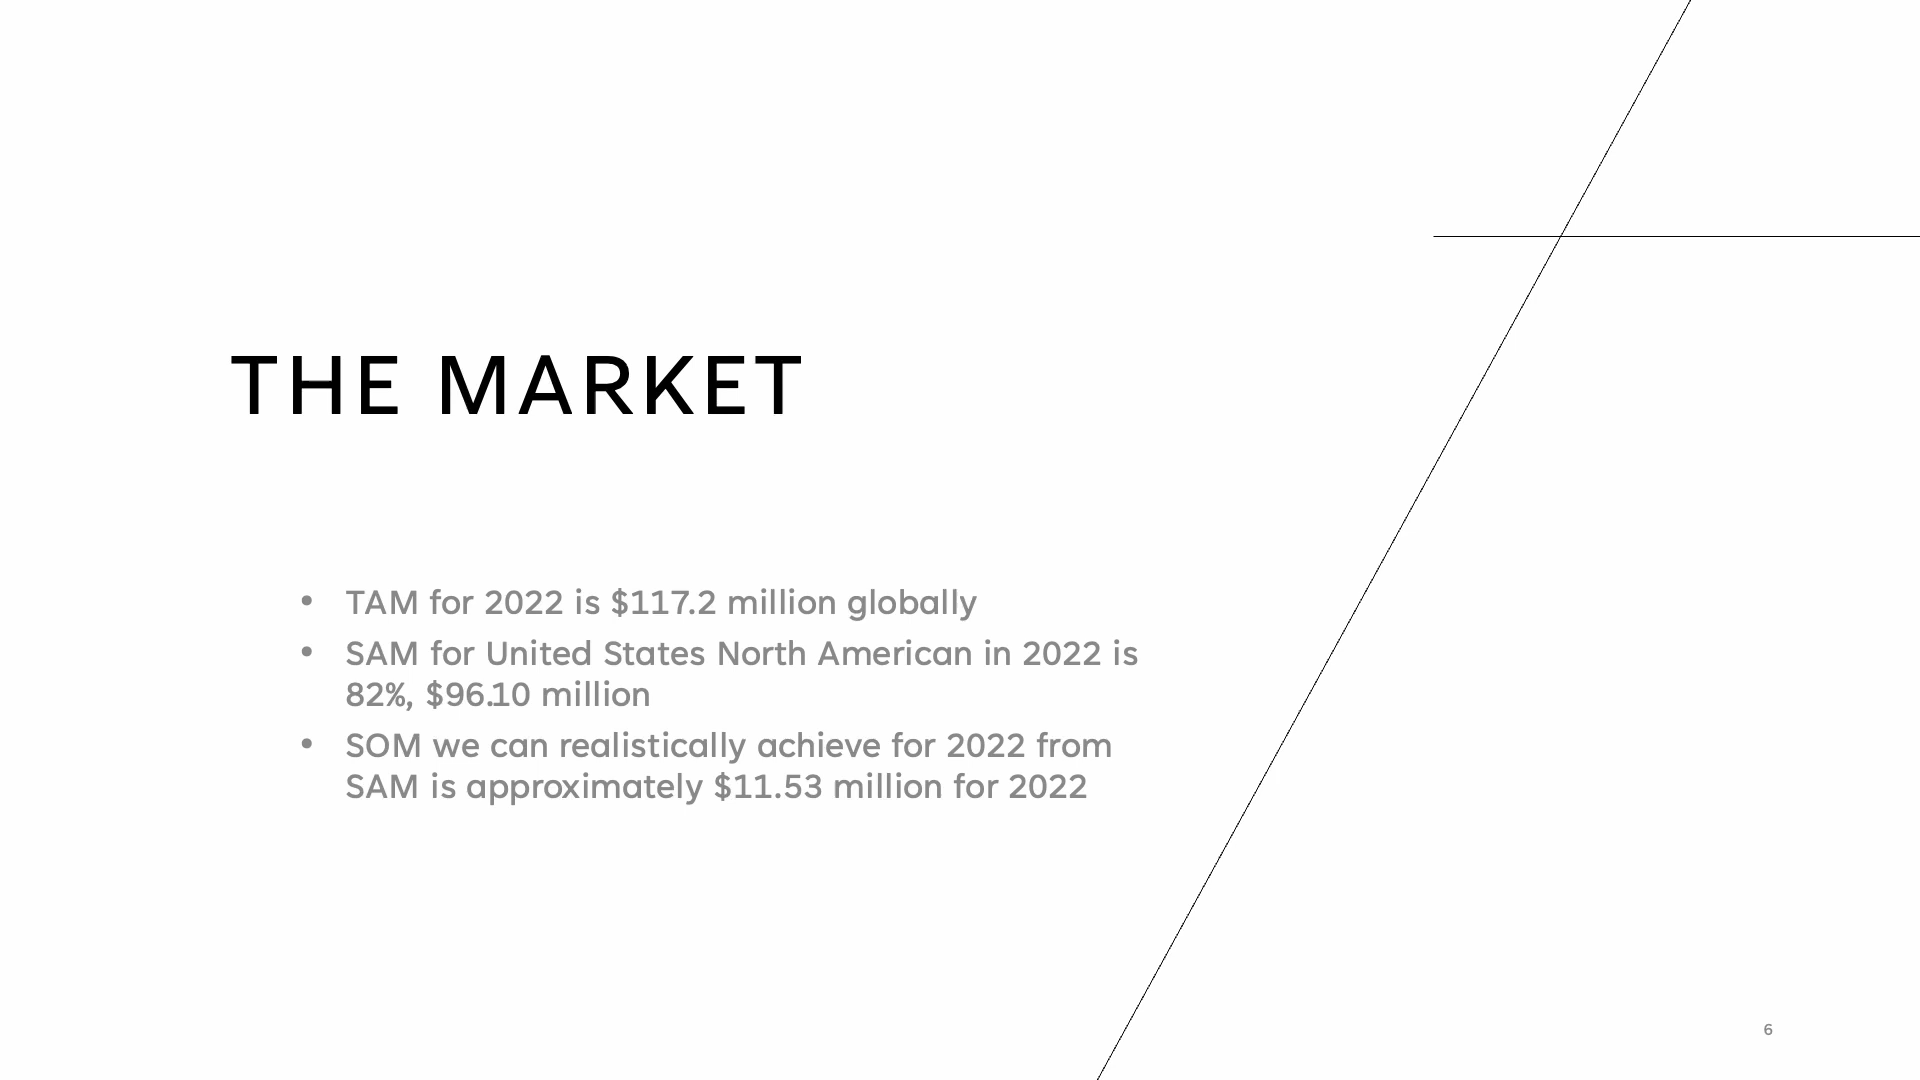 THE MARKET
• TAM for 2022 is $117.2 million globally
• SAM for United States North American in 2022 is
82%, $96.10 million
• SOM we can realistically achieve for 2022 from
SAM is approximately $11.53 million for 2022
6